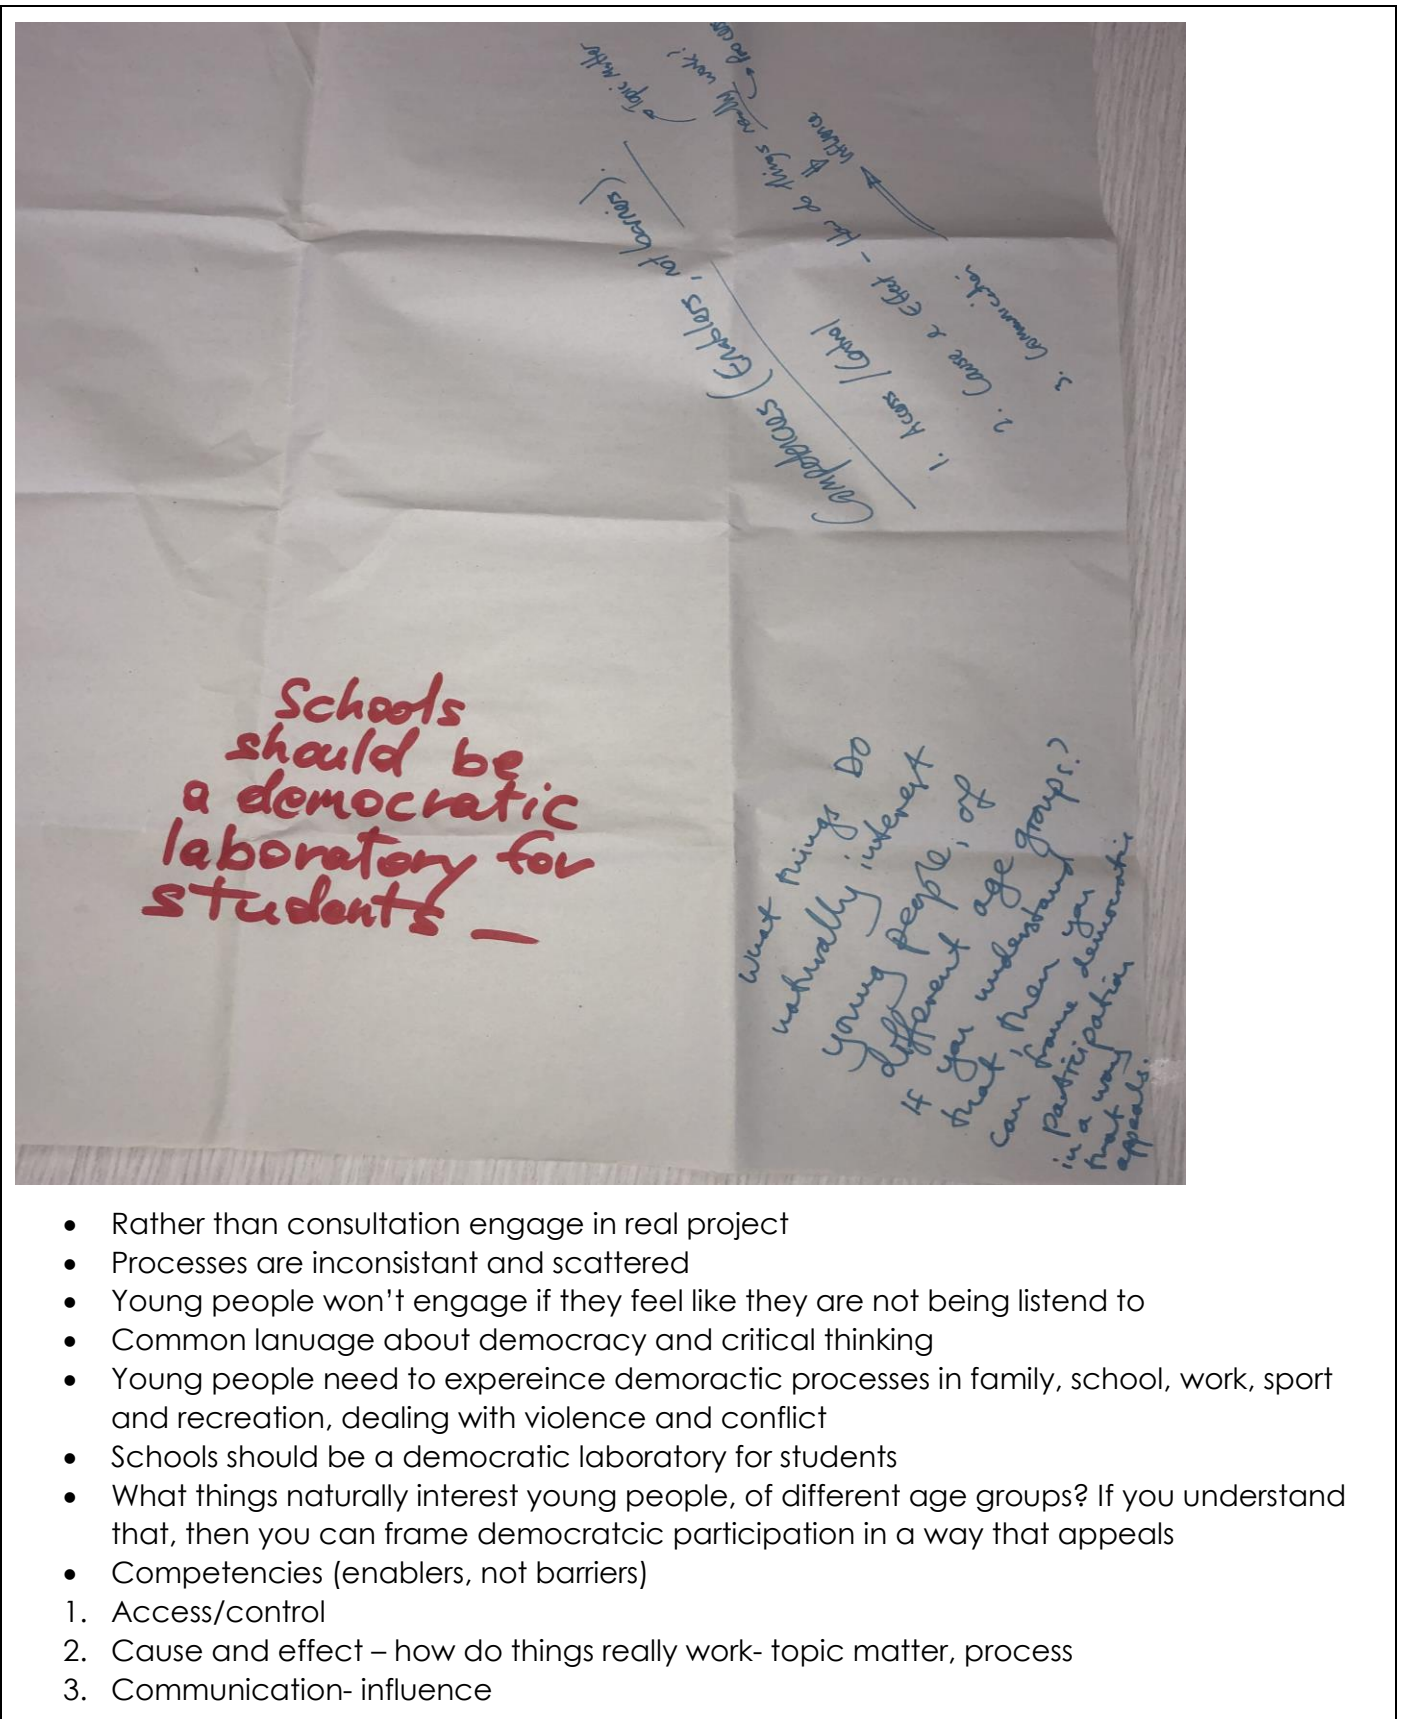 Schools
should be
a democratic
laboratory for
students –
What things DO
naturally interest
young people, of
different age groups?
If you understand
that, then you
can frame democratic
participation
in a way
that
appeals.
Competencies (Enablers, not barriers).
1. Access / Control
2. Cause & Effect – How do things really work?
→ Topic Matter
→ Process
3. Communication
Influence
• Rather than consultation engage in real project
• Processes are inconsistant and scattered
• Young people won’t engage if they feel like they are not being listend to
• Common lanuage about democracy and critical thinking
• Young people need to expereince demoractic processes in family, school, work, sport
and recreation, dealing with violence and conflict
• Schools should be a democratic laboratory for students
• What things naturally interest young people, of different age groups? If you understand
that, then you can frame democratcic participation in a way that appeals
• Competencies (enablers, not barriers)
1. Access/control
2. Cause and effect – how do things really work- topic matter, process
3. Communication- influence